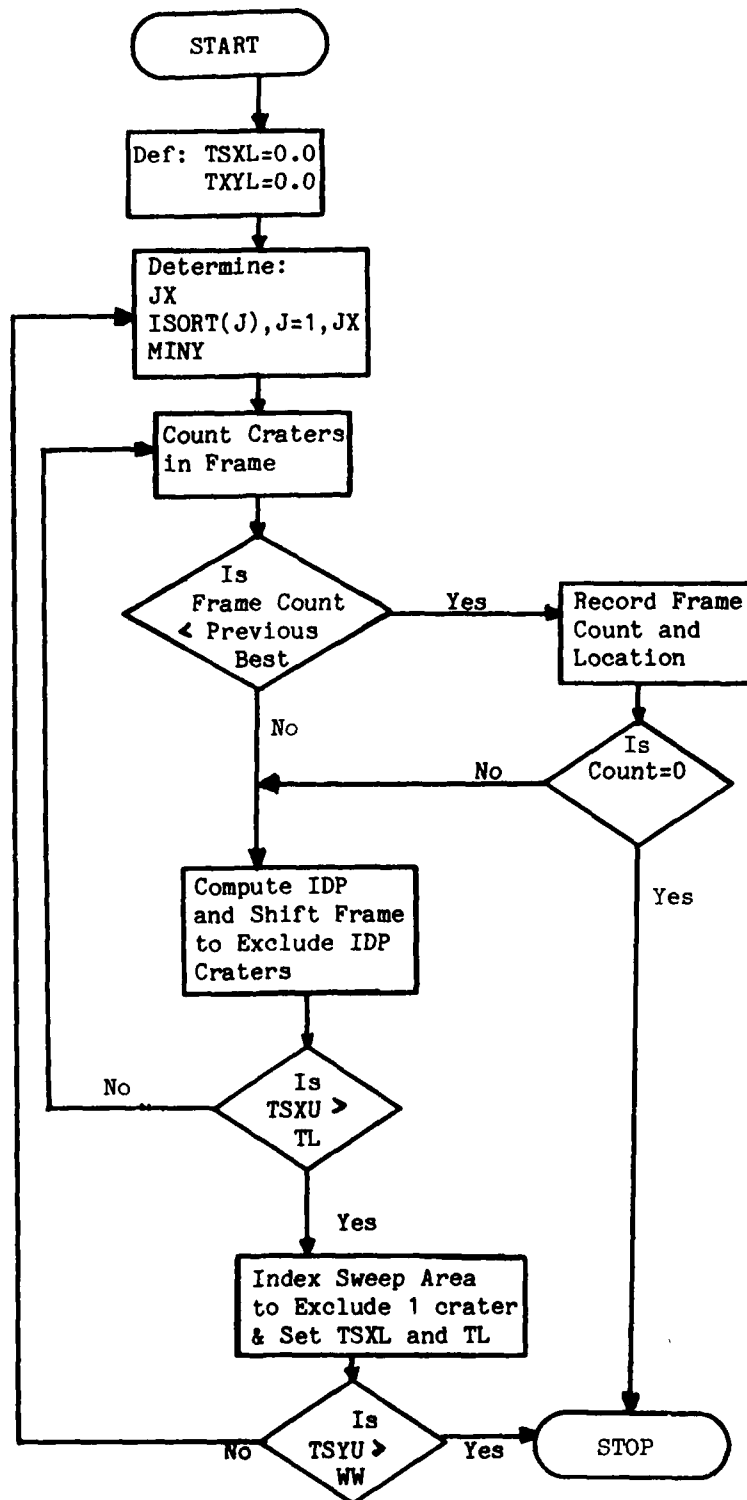 START
Def: TSXL=0.0
TXYL=0.0
Determine:
JX
ISORT(J),J=1,JX
MINY
Count Craters
in Frame
Is
Frame Count
< Previous
Best
Yes
Record Frame
Count and
Location
No
Is
Count=0
No
Yes
Compute IDP
and Shift Frame
to Exclude IDP
Craters
No
Is
TSXU >
TL
Yes
Index Sweep Area
to Exclude 1 crater
& Set TSXL and TL
Is
TSYU >
WW
No
Yes
STOP